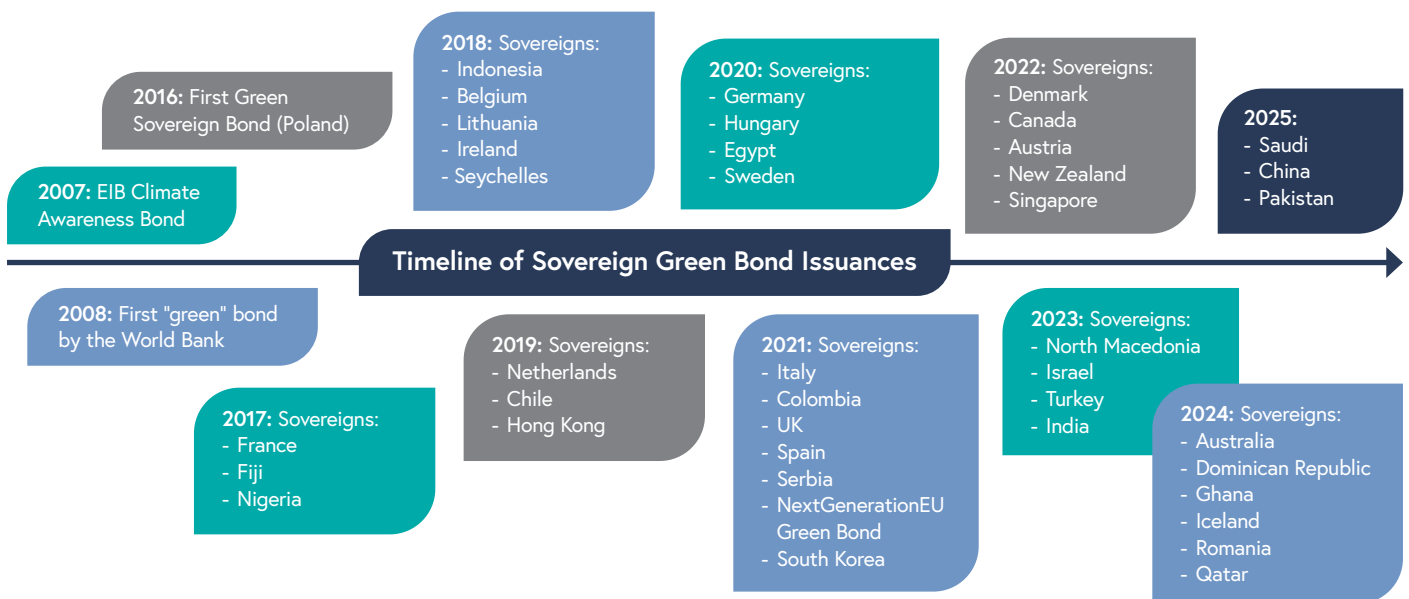 2007: EIB Climate
Awareness Bond
2008: First "green" bond
by the World Bank
2016: First Green
Sovereign Bond (Poland)
2017: Sovereigns:
- France
- Fiji
- Nigeria
2018: Sovereigns:
- Indonesia
- Belgium
- Lithuania
- Ireland
- Seychelles
Timeline of Sovereign Green Bond Issuances
2019: Sovereigns:
- Netherlands
- Chile
- Hong Kong
2020: Sovereigns:
- Germany
- Hungary
- Egypt
- Sweden
2021: Sovereigns:
- Italy
- Colombia
- UK
- Spain
- Serbia
- NextGenerationEU
Green Bond
- South Korea
2022: Sovereigns:
- Denmark
- Canada
- Austria
- New Zealand
- Singapore
2023: Sovereigns:
- North Macedonia
- Israel
- Turkey
- India
2024: Sovereigns:
- Australia
- Dominican Republic
- Ghana
- Iceland
- Romania
- Qatar
2025:
- Saudi
- China
- Pakistan